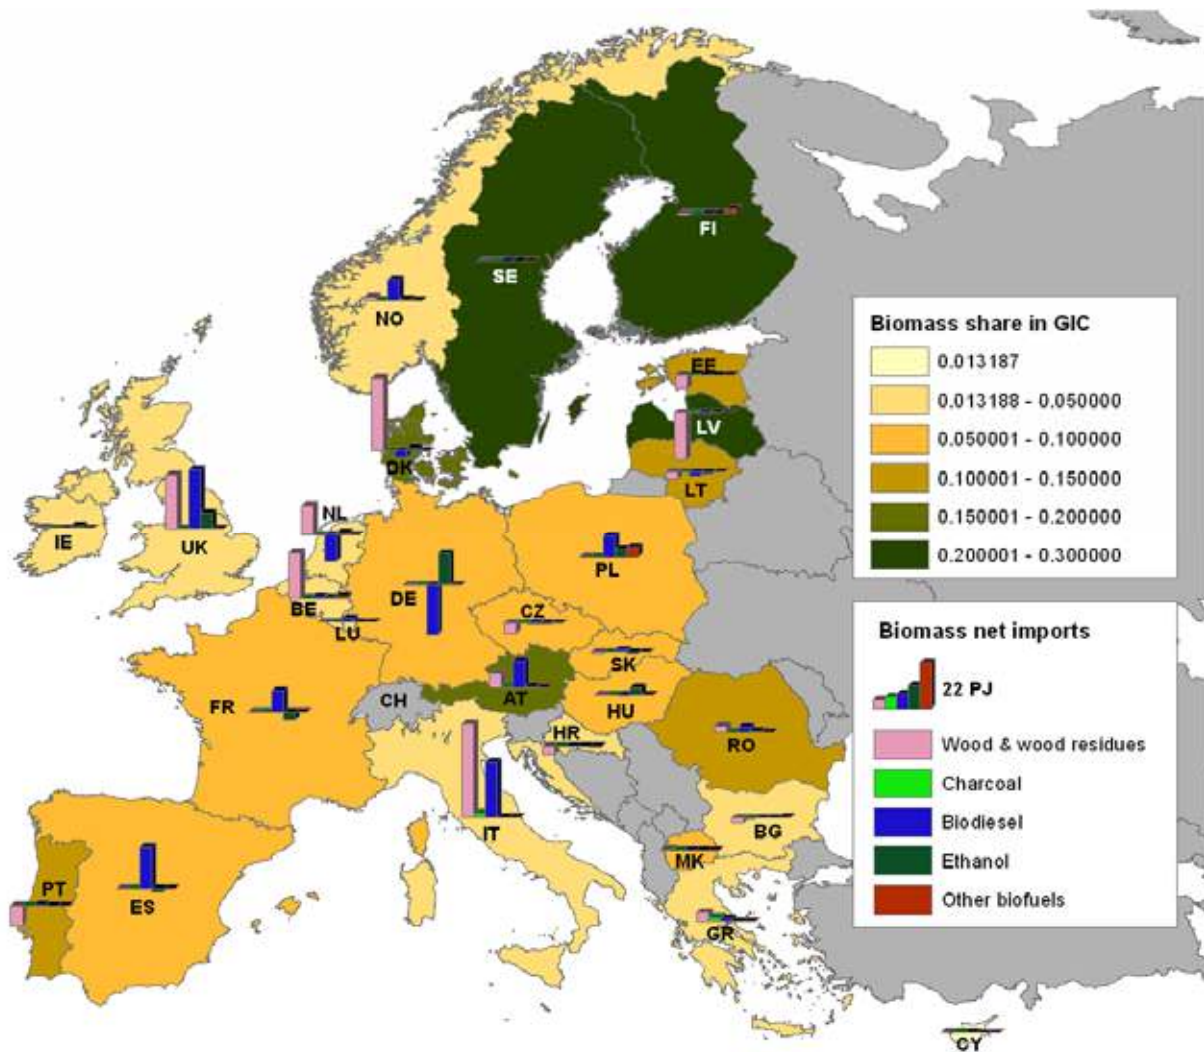 FI
SE
NO
Biomass share in GIC
0.013187
0.013188 - 0.050000
0.050001 - 0.100000
0.100001 - 0.150000
0.150001 - 0.200000
0.200001 - 0.300000
EE
LV
LT
DK
NL
IE
UK
BE
DE
PL
LU
CZ
SK
Biomass net imports
22 PJ
Wood & wood residues
Charcoal
Biodiesel
Ethanol
Other biofuels
FR
CH
AT
HU
HR
RO
IT
BG
MK
PT
ES
GR
CY